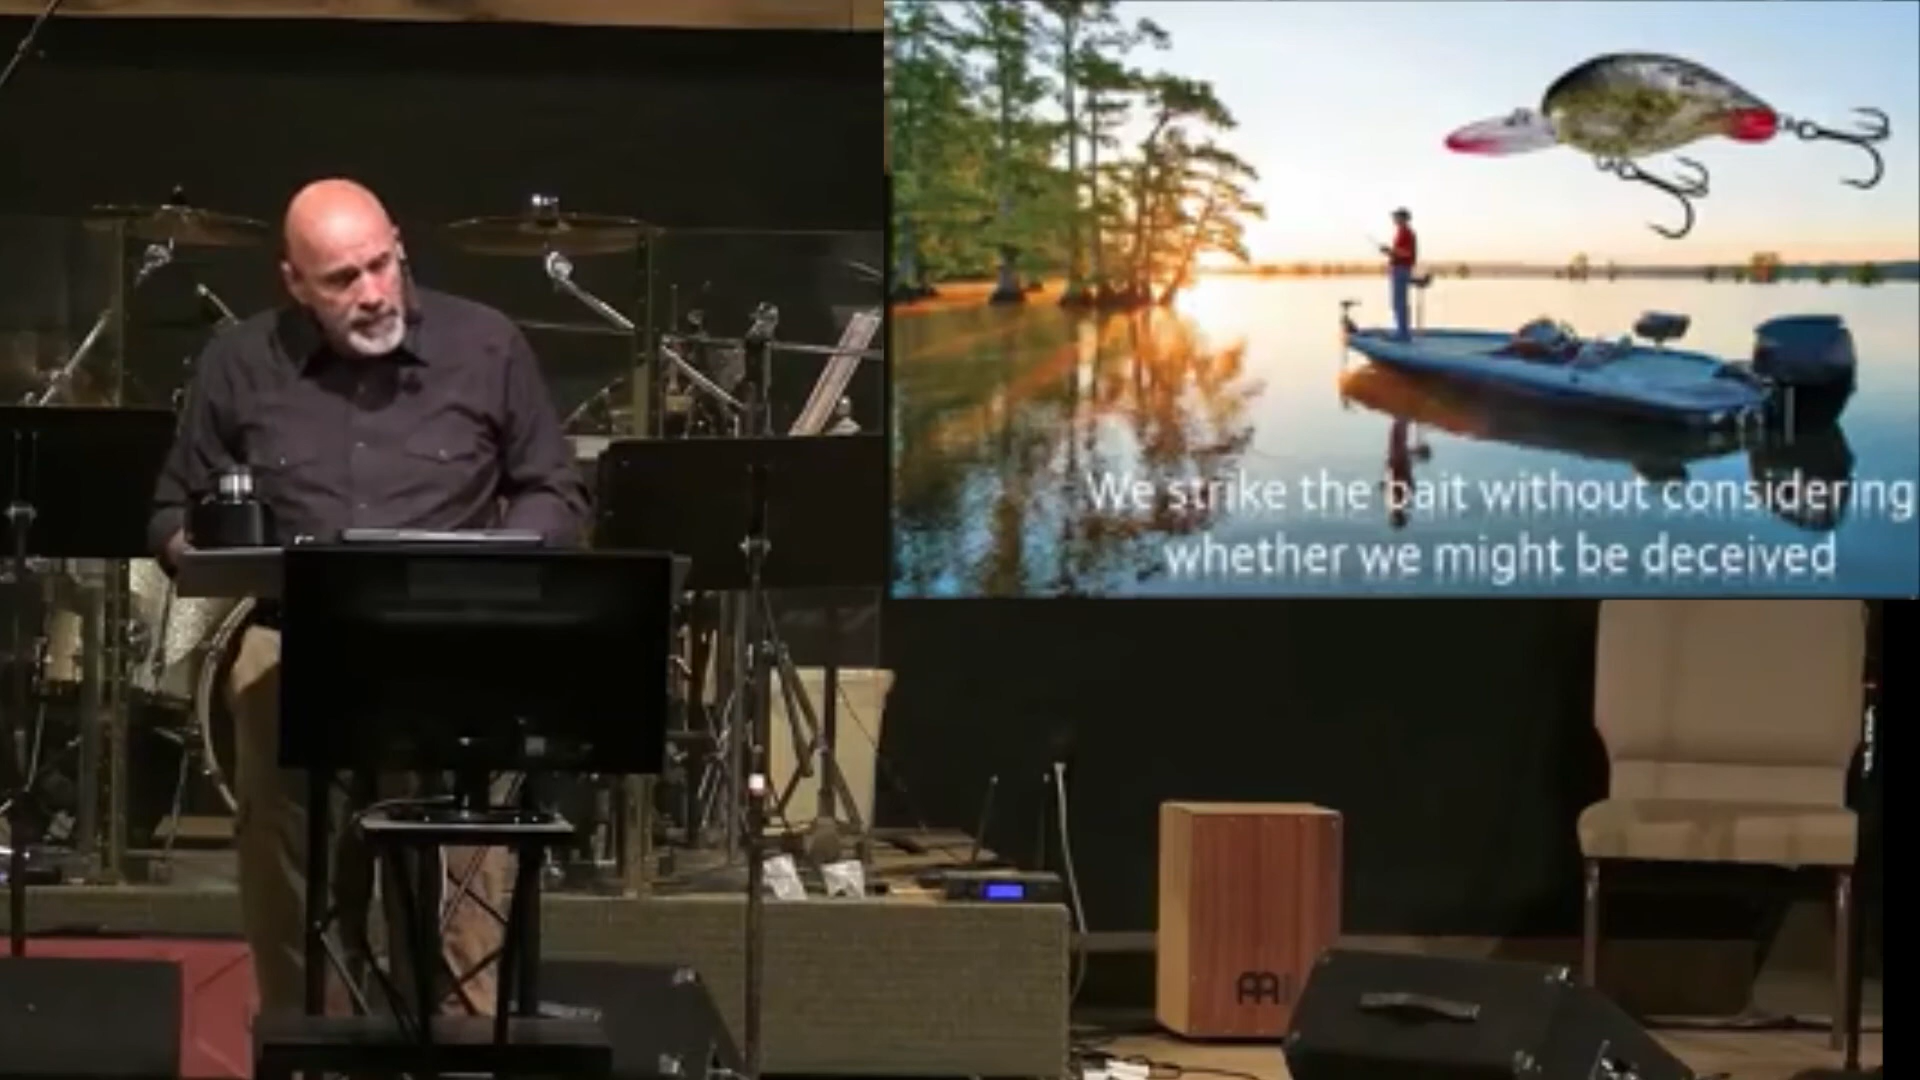 We strike the bait without considering
whether we might be deceived